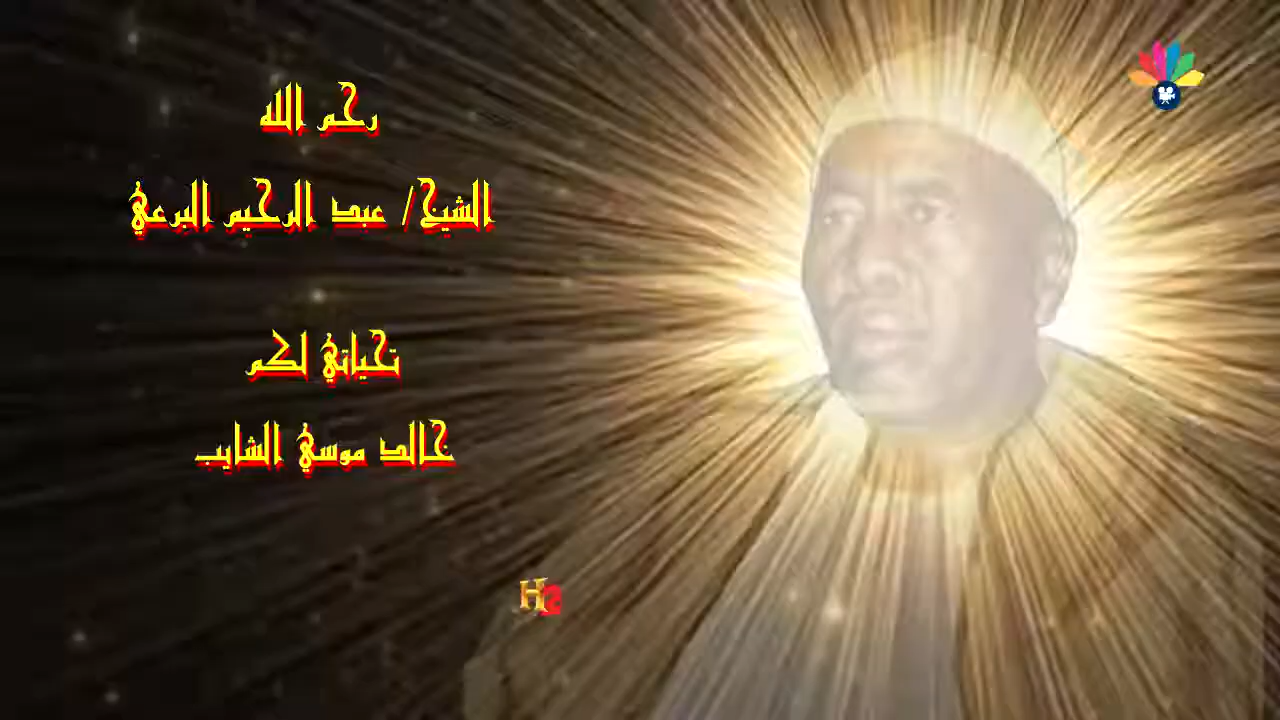 رحم الله
الشيخ/ عبد الرحيم البرعي
تحياتي لكم
خالد موسى الشايب
H